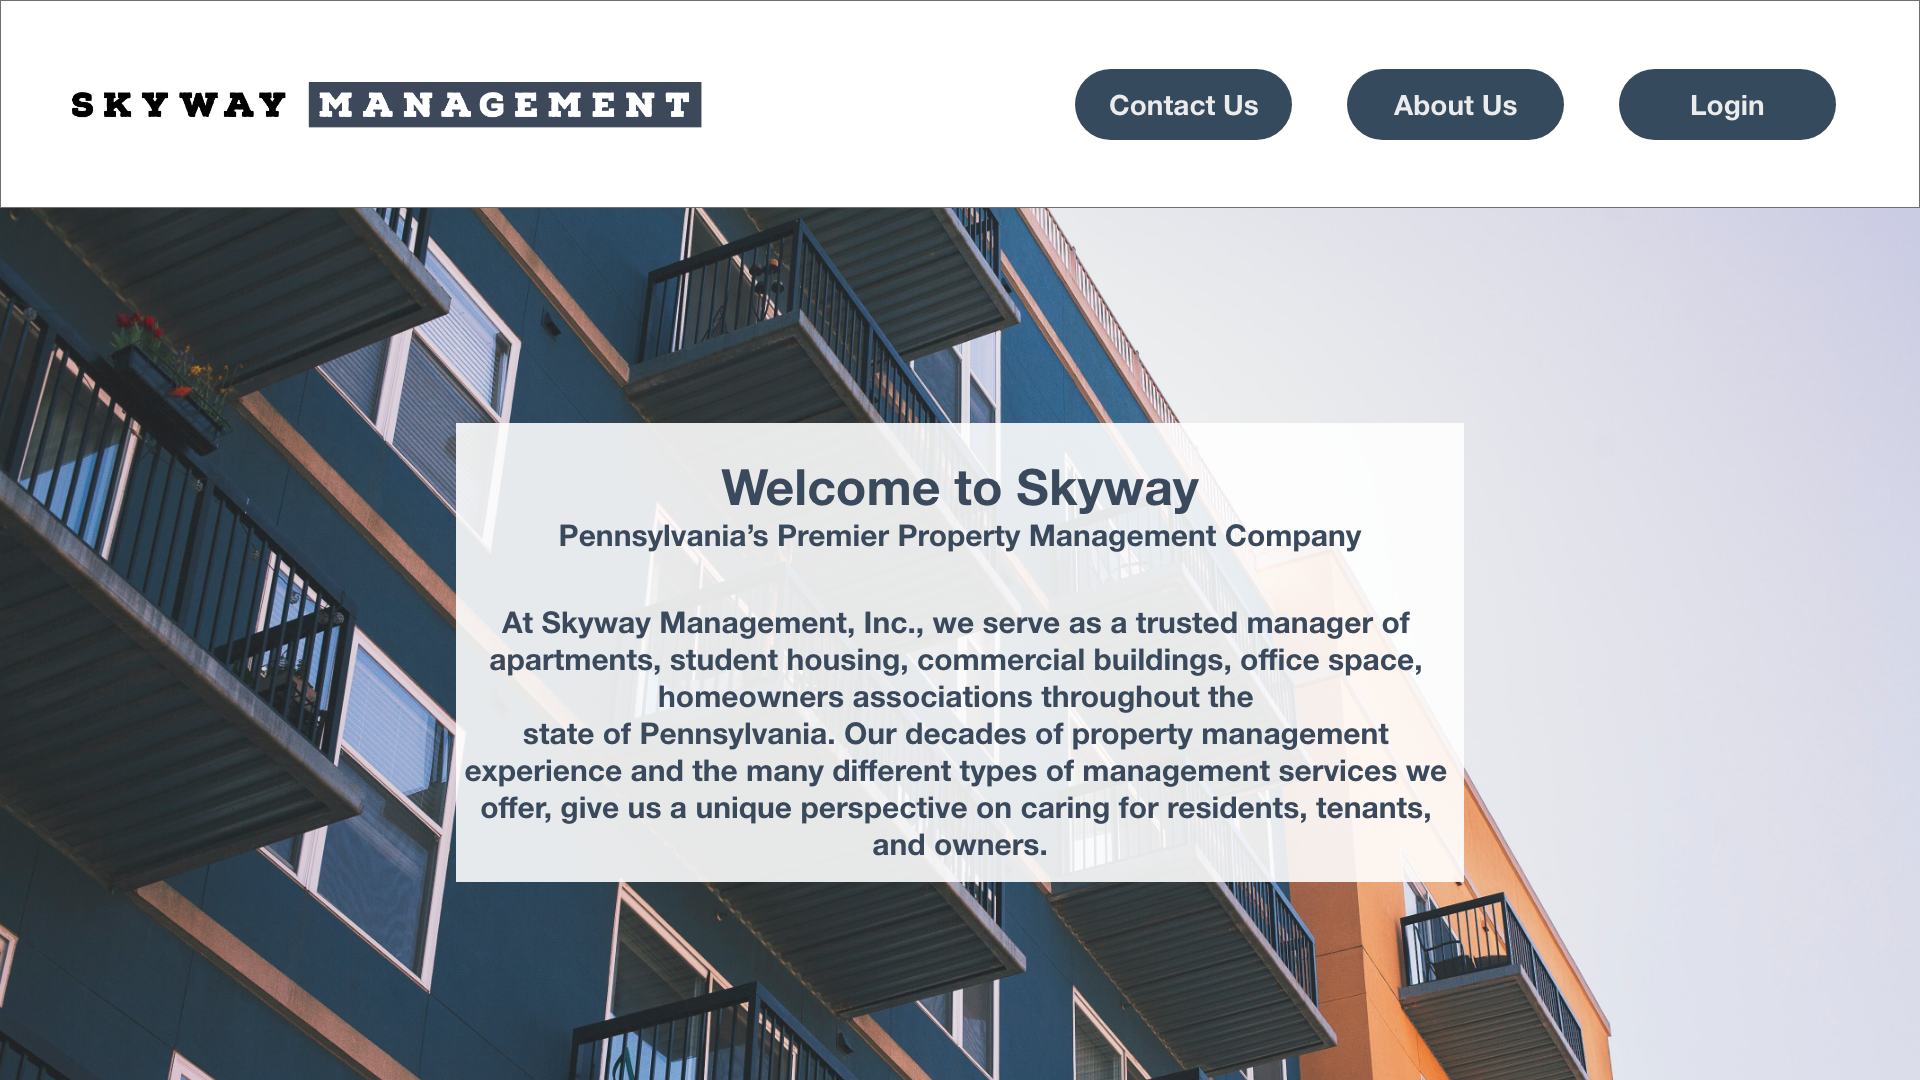 SKYWAY MANAGEMENT
Contact Us
About Us
Login
Welcome to Skyway
Pennsylvania’s Premier Property Management Company
At Skyway Management, Inc., we serve as a trusted manager of
apartments, student housing, commercial buildings, office space,
homeowners associations throughout the
state of Pennsylvania. Our decades of property management
experience and the many different types of management services we
offer, give us a unique perspective on caring for residents, tenants,
and owners.